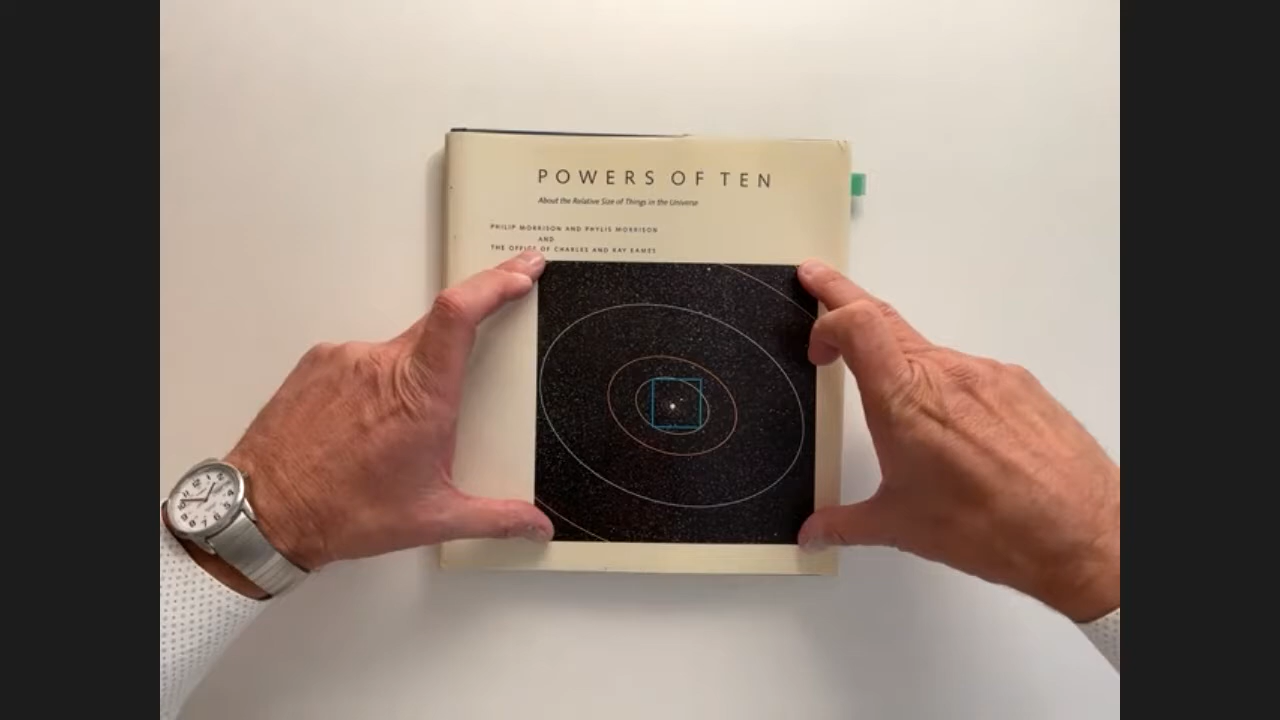 POWERS OF TEN
About the Relative Size of Things in the Universe
PHILIP MORRISON AND PHYLIS MORRISON
AND
THE OFFICE OF CHARLES AND RAY EAMES